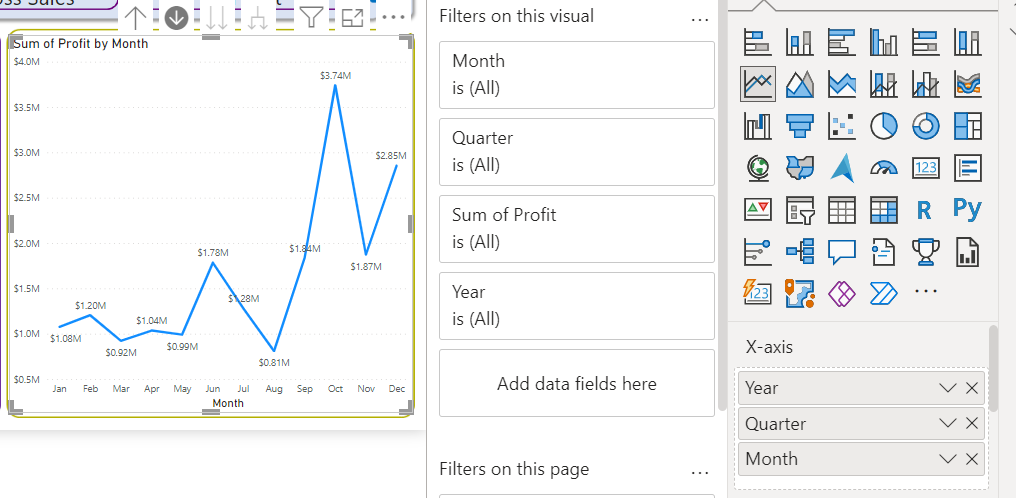 Sum of Profit by Month
$4.0M
$3.5M
$3.0M
$2.5M
$2.0M
$1.5M
$1.0M
$0.5M
$1.08M
$1.20M
$0.92M
$1.04M
$0.99M
$1.78M
$1.28M
$0.81M
$1.84M
$3.74M
$1.87M
$2.85M
Jan Feb Mar Apr May Jun Jul Aug Sep Oct Nov Dec
Month
Filters on this visual
...
Month
is (All)
Quarter
is (All)
Sum of Profit
is (All)
Year
is (All)
Add data fields here
Filters on this page
...
123
R Py
123
...
X-axis
Year
Quarter
Month